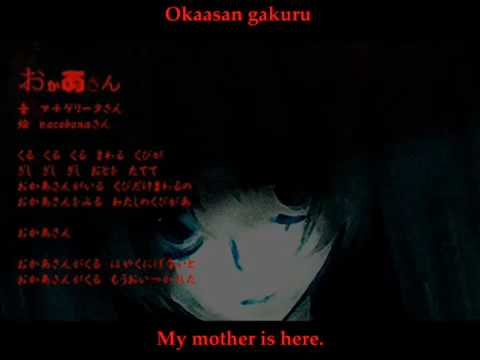 Okaasan gakuru
おかあさん
音 マチゲリータさん
絵 nacohoxaさん
くる くる くる まわる くびが
ぎし ぎし ぎし おとを たてて
おかあさんがいる くびだけまわるの
おかあさんをみる わたしのくびがあ
おかあさん
おかあさんがくる はやくにげないと
おかあさんがくる もうおいつかれた
My mother is here.